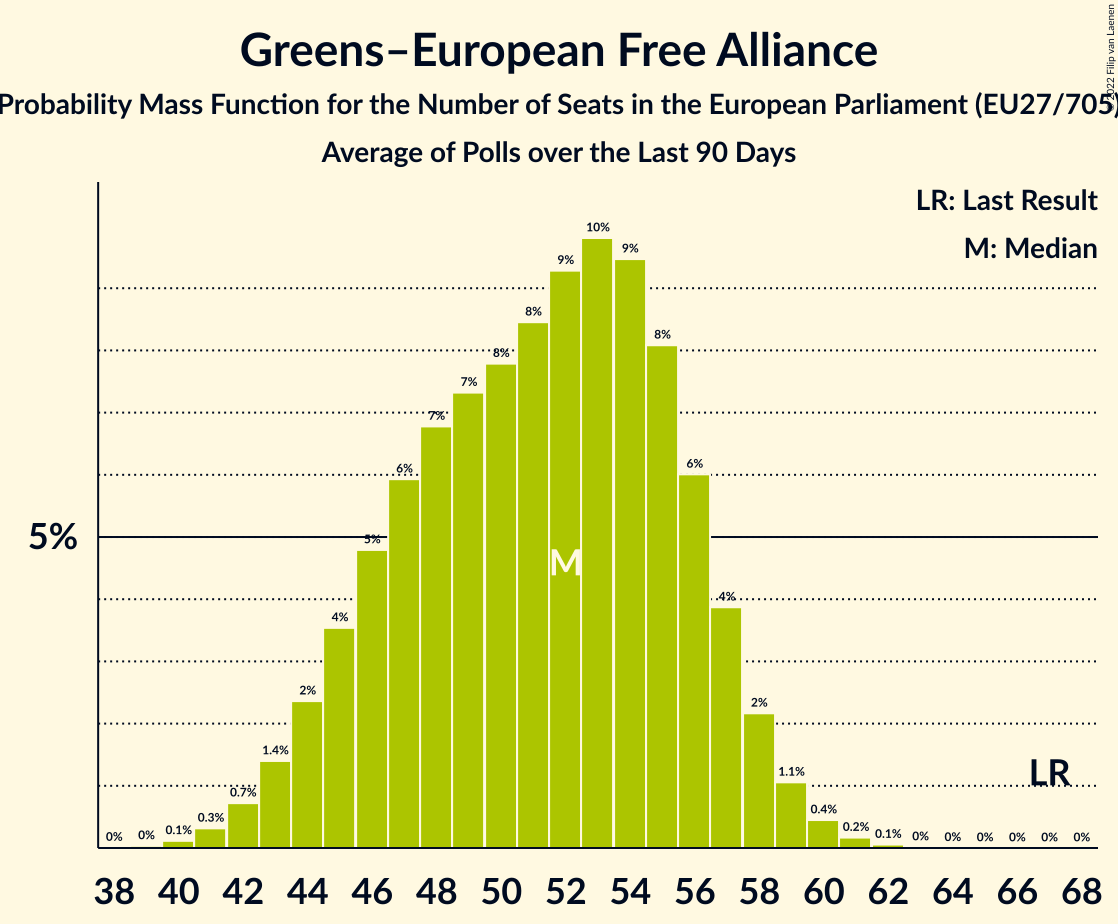 Greens–European Free Alliance
Probability Mass Function for the Number of Seats in the European Parliament (EU27/705)
Average of Polls over the Last 90 Days
© 2022 Filip van Laenen
LR: Last Result
M: Median
5%
0% 0% 0.1% 0.3% 0.7% 1.4% 2% 4% 5% 6% 7% 7% 8% 8% 9% 10% 9% 8% 6% 4% 2% 1.1% 0.4% 0.2% 0.1% 0% 0% 0% 0% 0% 0%
M
LR
38 40 42 44 46 48 50 52 54 56 58 60 62 64 66 68